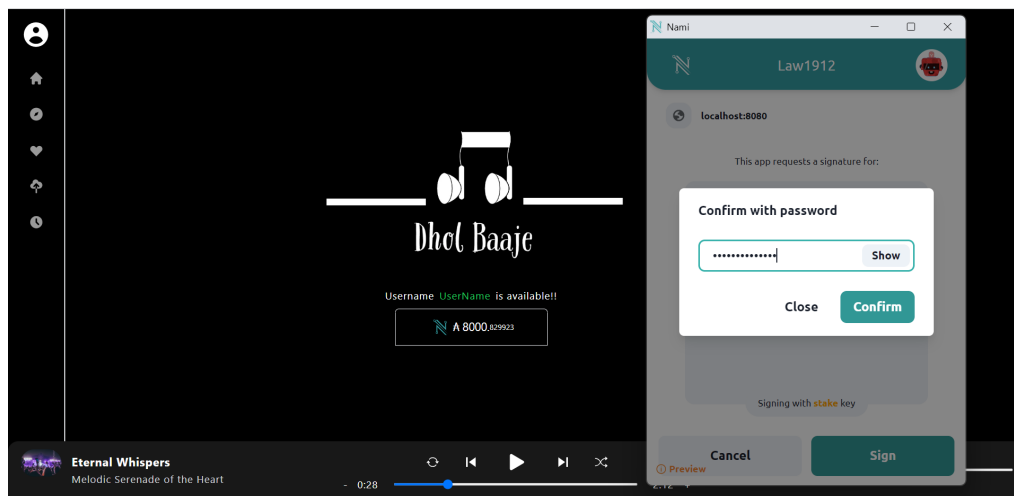 Nami
Law1912
localhost:8080
This app requests a signature for:
Confirm with password
••••••••••••••
Show
Close
Confirm
Signing with stake key
Cancel
Sign
Preview
Dhol Baaje
Username UserName is available!!
₳ 8000.829923
Eternal Whispers
Melodic Serenade of the Heart
- 0:28
2:12 +